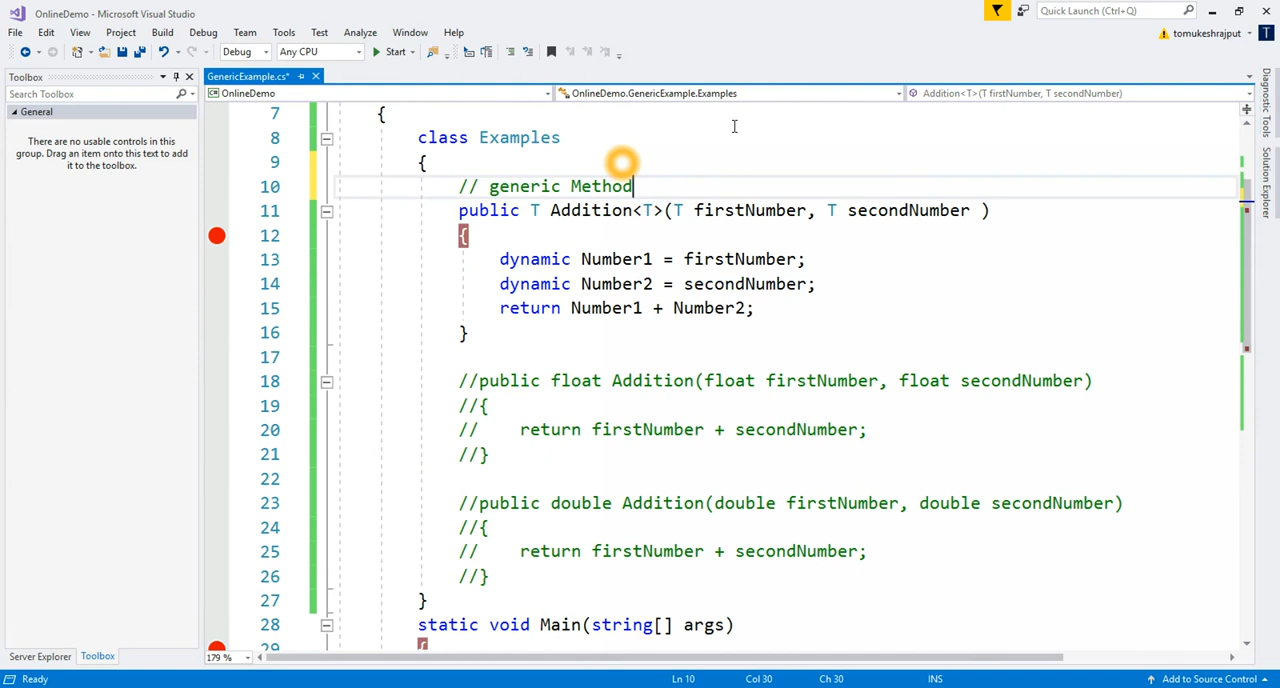 OnlineDemo - Microsoft Visual Studio
Quick Launch (Ctrl+Q)
File Edit View Project Build Debug Team Tools Test Analyze Window Help
tomukeshrajput T
Debug Any CPU Start
Toolbox
GenericExample.cs*
Search Toolbox
OnlineDemo
OnlineDemo.GenericExample.Examples
Addition<T>(T firstNumber, T secondNumber)
General
There are no usable controls in this
group. Drag an item onto this text to add
it to the toolbox.
7 {
8 class Examples
9 {
10 // generic Method
11 public T Addition<T>(T firstNumber, T secondNumber )
12 {
13 dynamic Number1 = firstNumber;
14 dynamic Number2 = secondNumber;
15 return Number1 + Number2;
16 }
17
18 //public float Addition(float firstNumber, float secondNumber)
19 //{
20 // return firstNumber + secondNumber;
21 //}
22
23 //public double Addition(double firstNumber, double secondNumber)
24 //{
25 // return firstNumber + secondNumber;
26 //}
27 }
28 static void Main(string[] args)
29 {
Diagnostic Tools
Solution Explorer
Server Explorer Toolbox
179 %
Ready
Ln 10 Col 30 Ch 30 INS
Add to Source Control